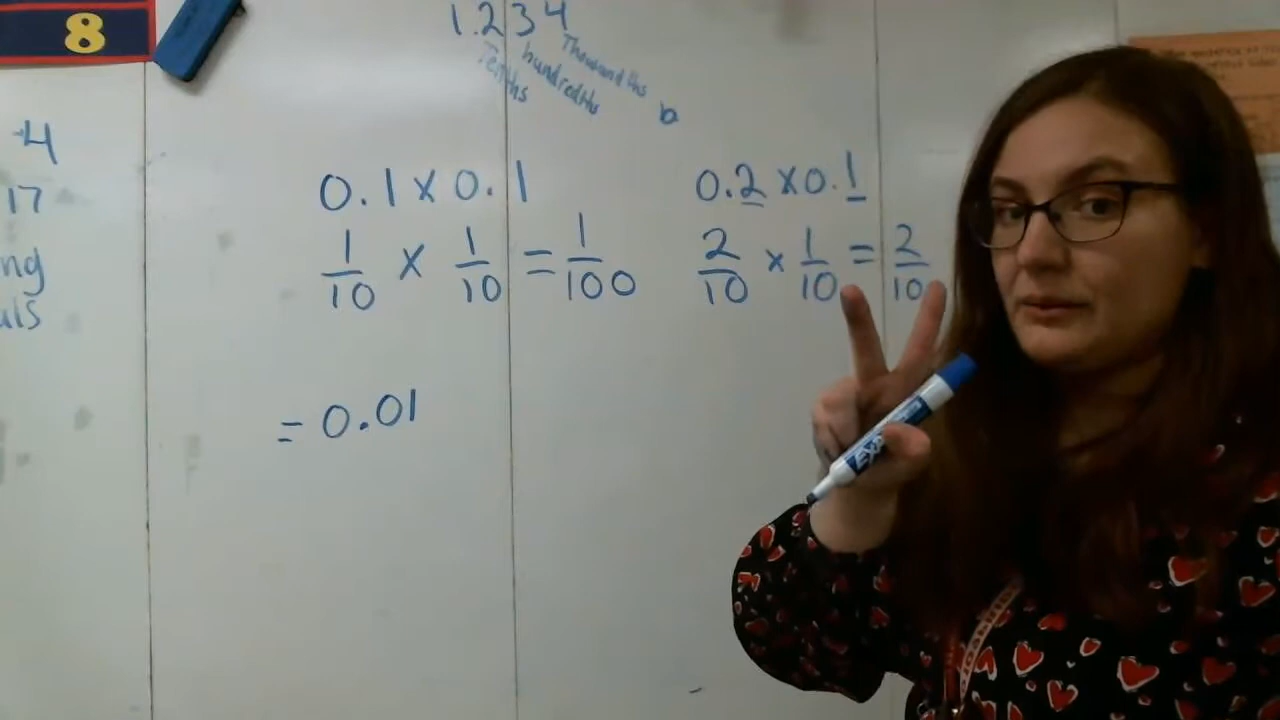 8
1.234
Tenths
hundredths
Thousandths
-4
17
ng
als
0.1 x 0.1
1/10 x 1/10 = 1/100
= 0.01
0.2 x 0.1
2/10 x 1/10 = 2/10
EXPO